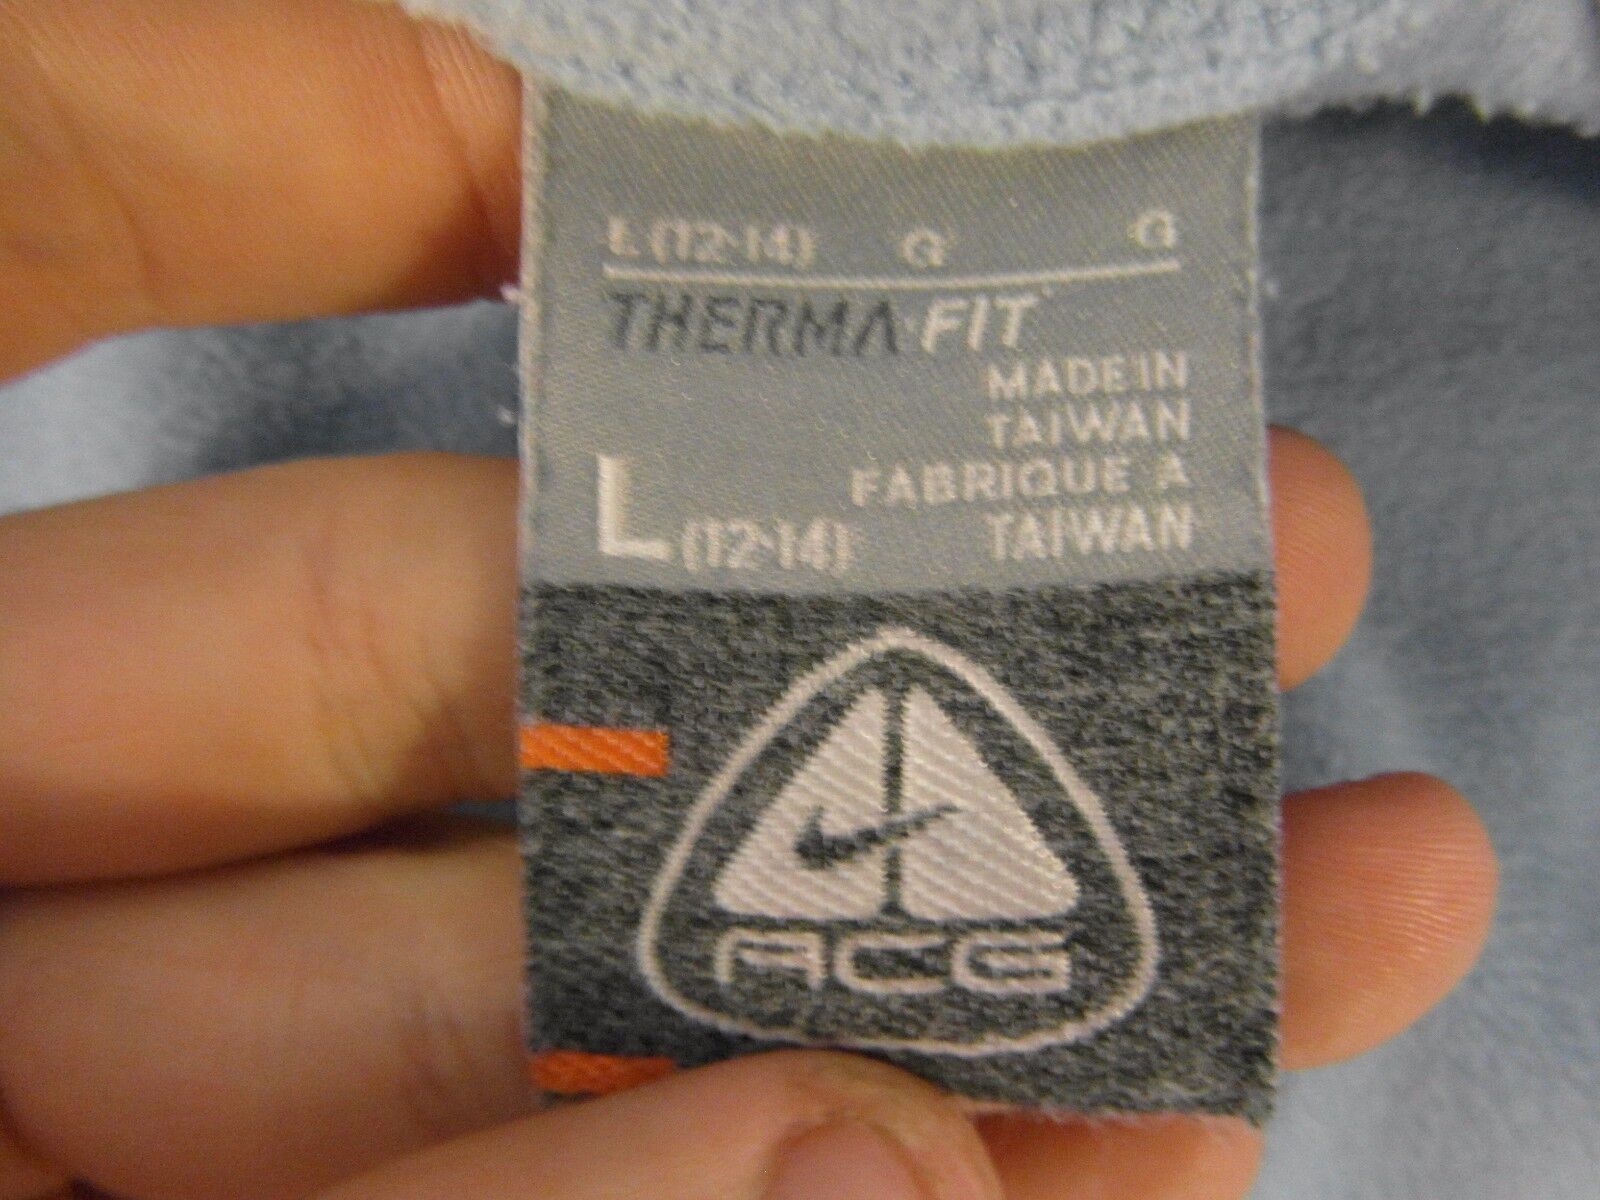 L (12-14) G G
THERMA-FIT
MADE IN
TAIWAN
FABRIQUE A
TAIWAN
L (12-14)
ACG